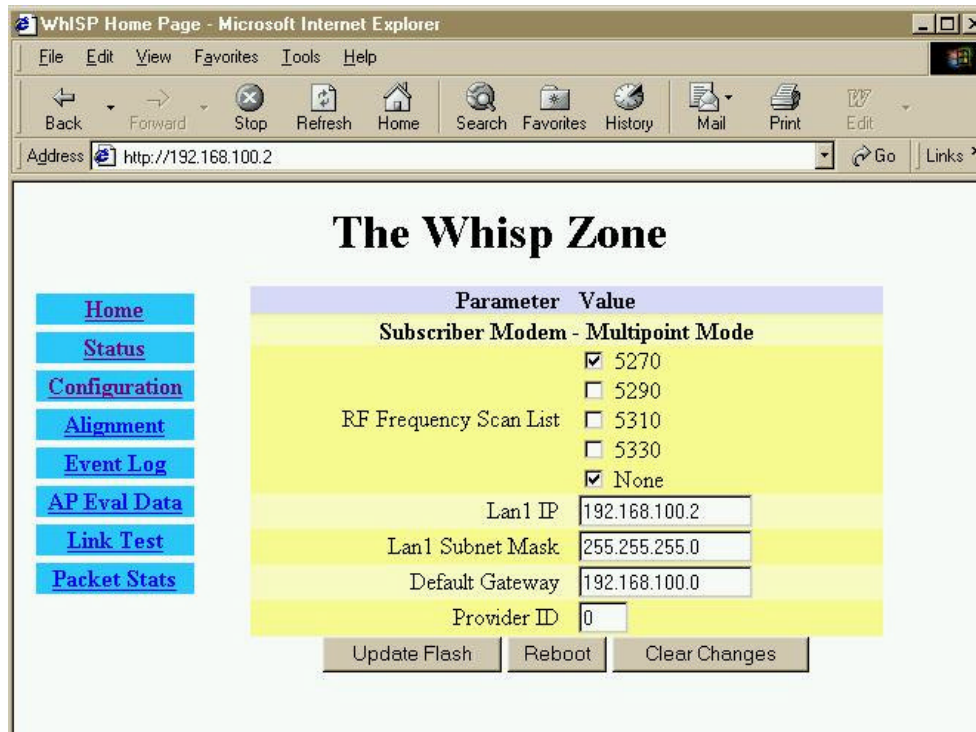 WhISP Home Page - Microsoft Internet Explorer
File Edit View Favorites Tools Help
Back Forward Stop Refresh Home Search Favorites History Mail Print Edit
Address http://192.168.100.2 Go Links
The Whisp Zone
Home
Status
Configuration
Alignment
Event Log
AP Eval Data
Link Test
Packet Stats
Parameter Value
Subscriber Modem - Multipoint Mode
RF Frequency Scan List
5270
5290
5310
5330
None
Lan1 IP 192.168.100.2
Lan1 Subnet Mask 255.255.255.0
Default Gateway 192.168.100.0
Provider ID 0
Update Flash Reboot Clear Changes